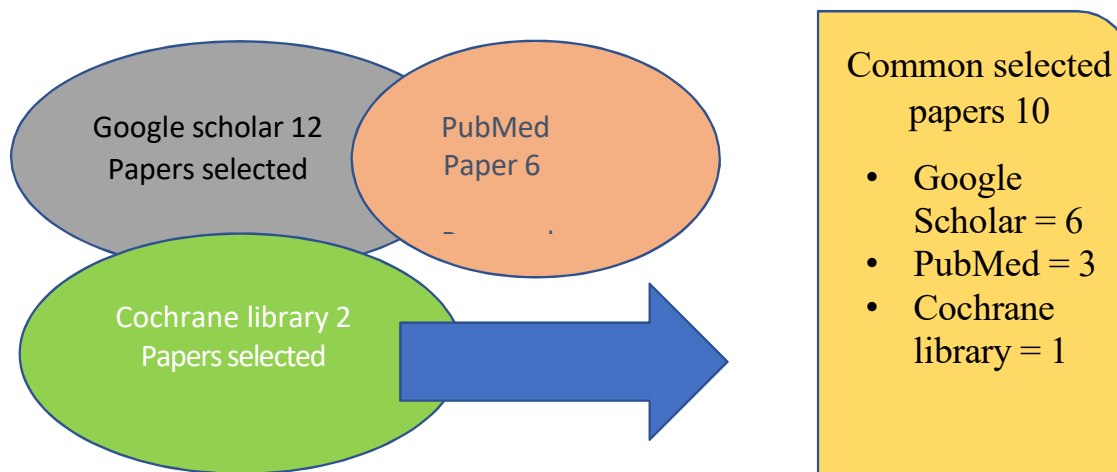 Google scholar 12
Papers selected
PubMed
Paper 6
Cochrane library 2
Papers selected
Common selected
papers 10
• Google
Scholar = 6
• PubMed = 3
• Cochrane
library = 1